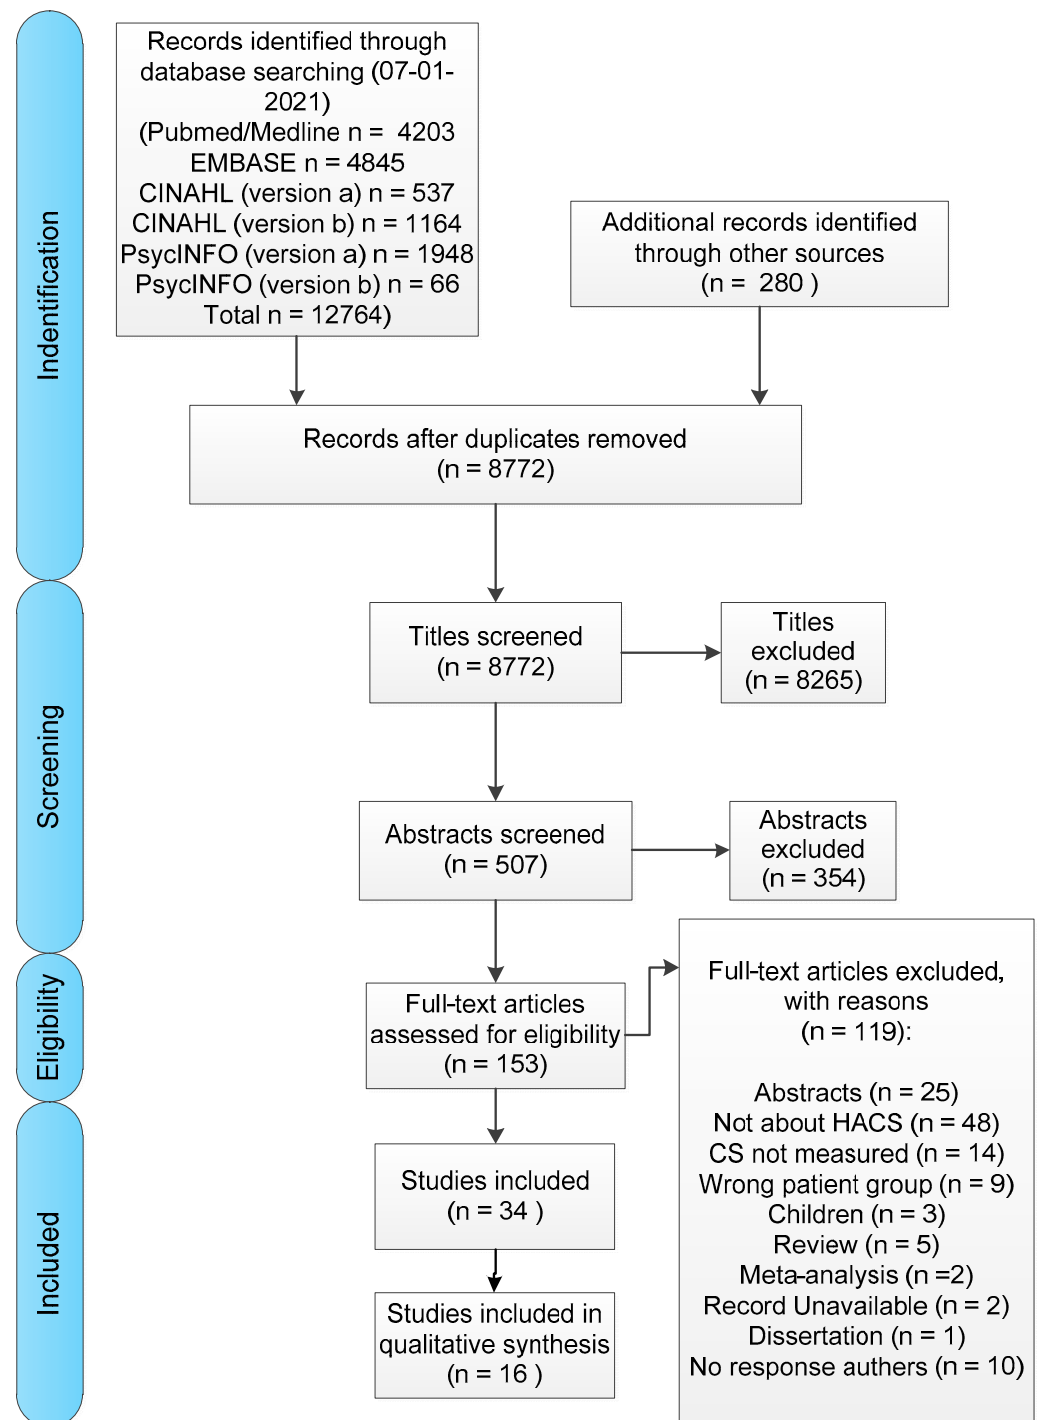 Indentification
Records identified through
database searching (07-01-
2021)
(Pubmed/Medline n =  4203
EMBASE n = 4845
CINAHL (version a) n = 537
CINAHL (version b) n = 1164
PsycINFO (version a) n = 1948
PsycINFO (version b) n = 66
Total n = 12764)
Additional records identified
through other sources
(n =  280 )
Records after duplicates removed
(n = 8772)
Screening
Titles screened
(n = 8772)
Titles
excluded
(n = 8265)
Abstracts screened
(n = 507)
Abstracts
excluded
(n = 354)
Eligibility
Full-text articles
assessed for eligibility
(n = 153)
Full-text articles excluded,
with reasons
(n = 119):
Abstracts (n = 25)
Not about HACS (n = 48)
CS not measured (n = 14)
Wrong patient group (n = 9)
Children (n = 3)
Review (n = 5)
Meta-analysis (n =2)
Record Unavailable (n = 2)
Dissertation (n = 1)
No response authers (n = 10)
Included
Studies included
(n = 34 )
Studies included in
qualitative synthesis
(n = 16 )